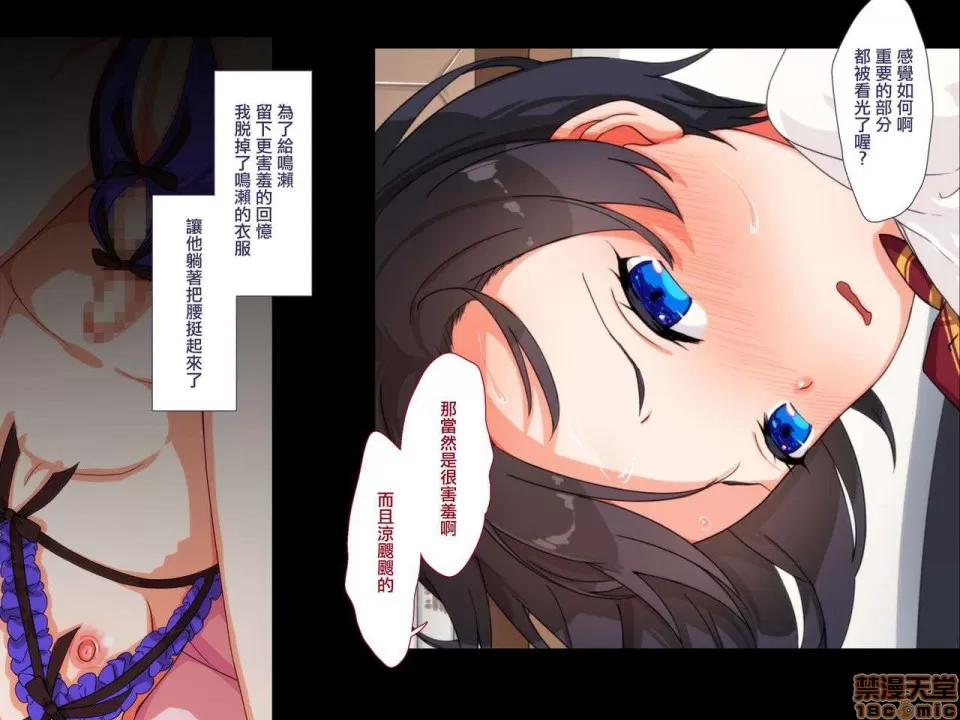 感覺如何啊
重要的部分
都被看光了喔？
為了給鳴瀨
留下更害羞的回憶
我脫掉了鳴瀨的衣服
讓他躺著把腰挺起來了
那當然是很害羞啊
而且涼颼颼的
禁漫天堂
18COMIC